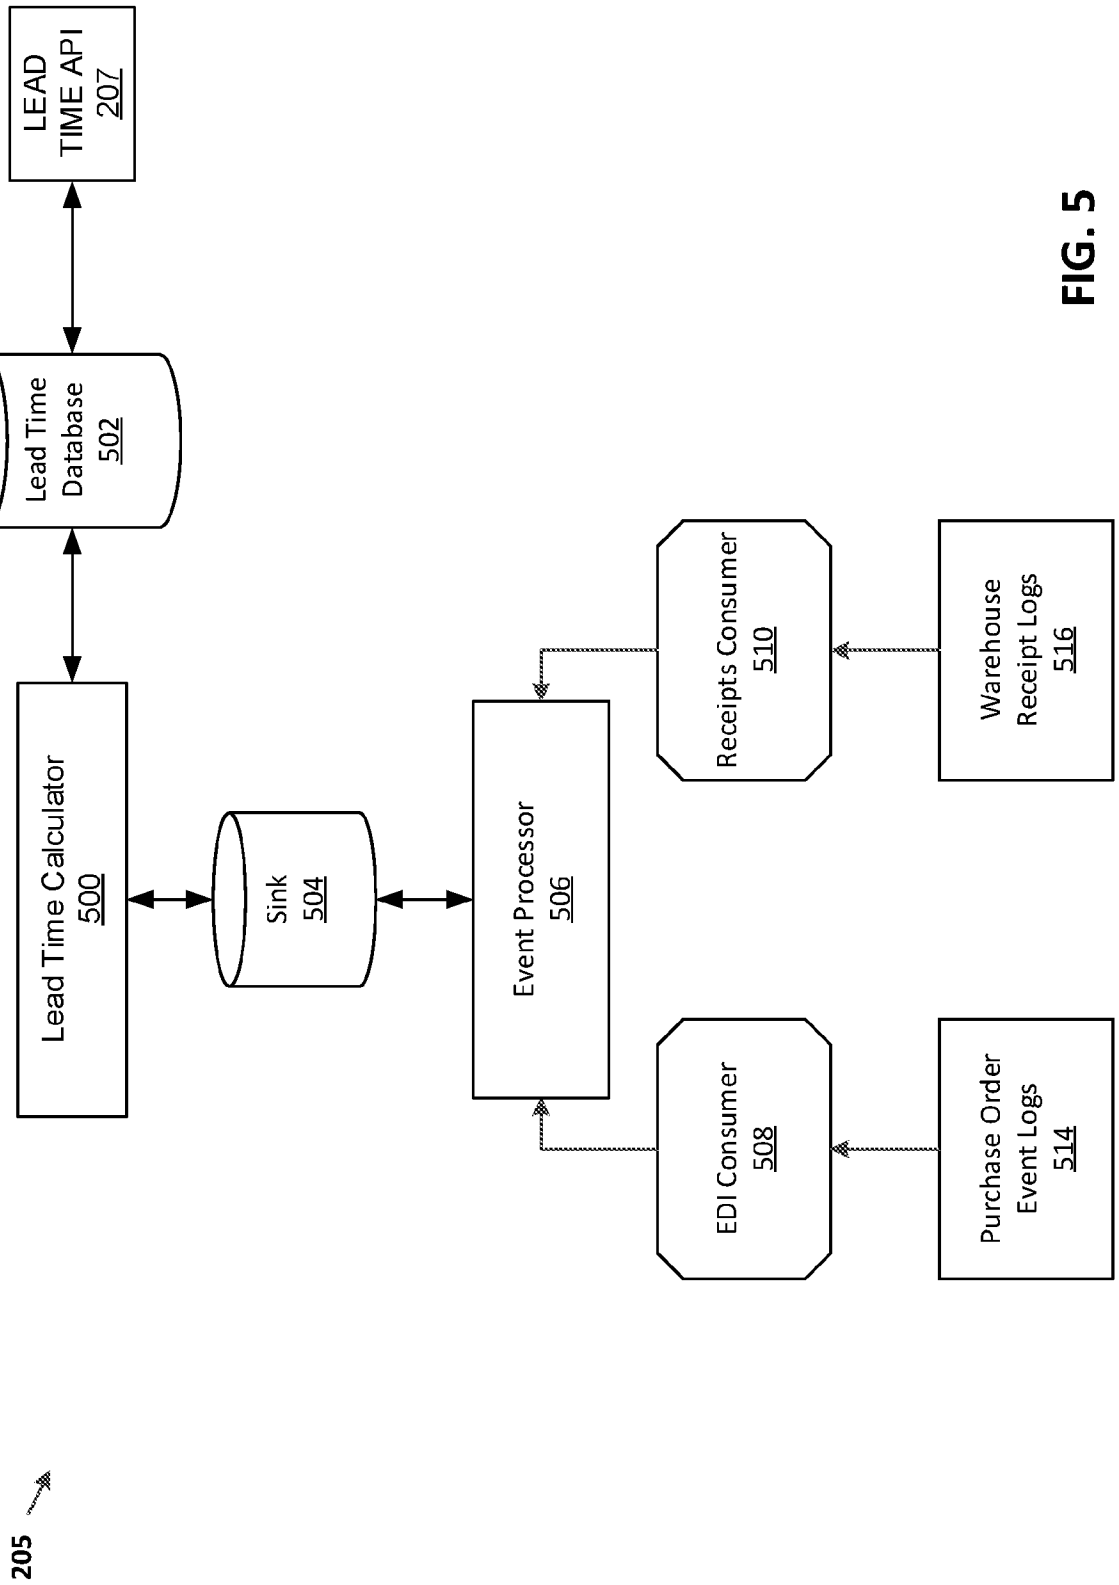 205
Lead Time Calculator
500
Lead Time
Database
502
LEAD
TIME API
207
Sink
504
Event Processor
506
EDI Consumer
508
Receipts Consumer
510
Purchase Order
Event Logs
514
Warehouse
Receipt Logs
516
FIG. 5